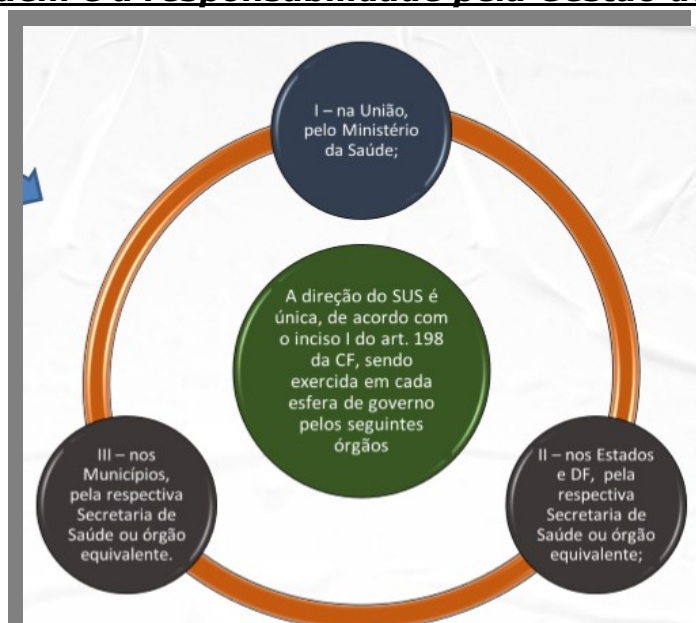 a responsabilidade pela
I – na União,
pelo Ministério
da Saúde;
A direção do SUS é
única, de acordo com
o inciso I do art. 198
da CF, sendo
exercida em cada
esfera de governo
pelos seguintes
órgãos
III – nos
Municípios,
pela respectiva
Secretaria de
Saúde ou órgão
equivalente.
II – nos Estados
e DF, pela
respectiva
Secretaria de
Saúde ou órgão
equivalente;